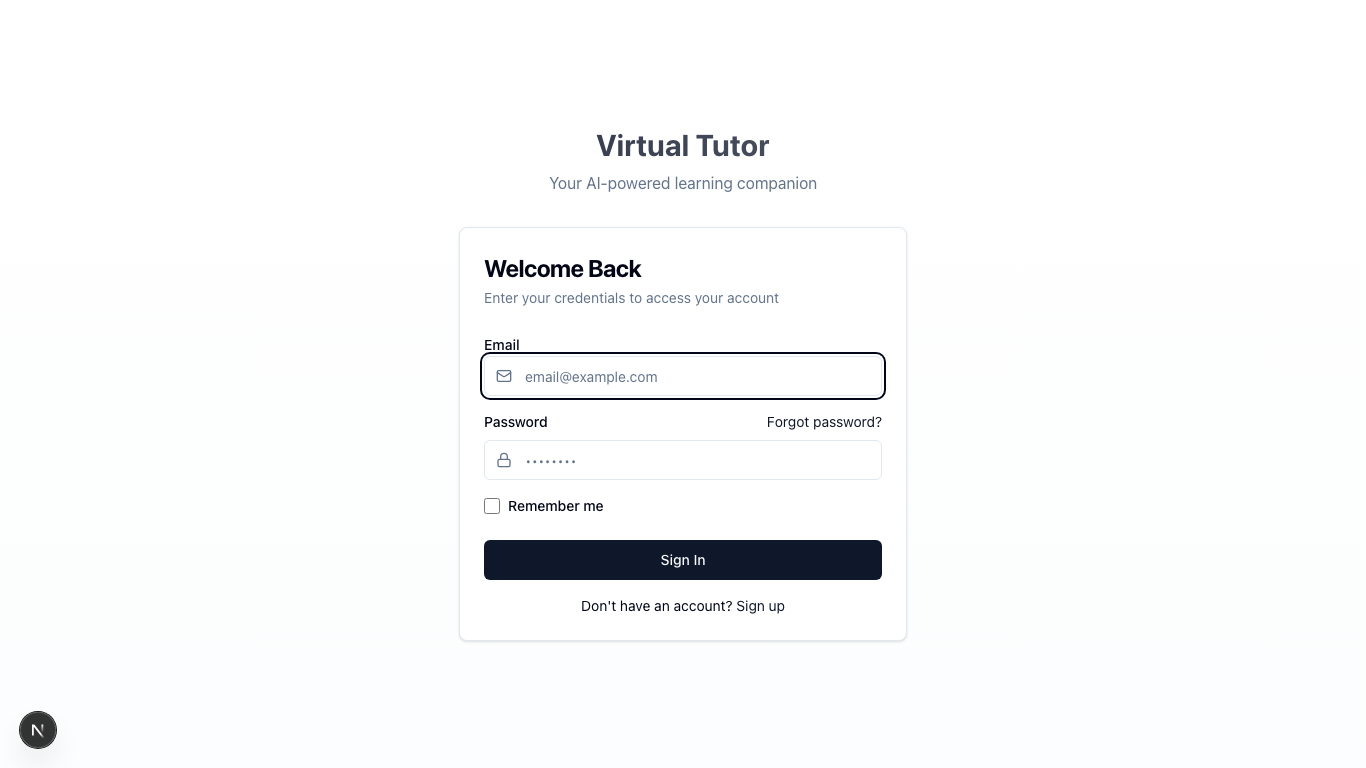 Virtual Tutor
Your AI-powered learning companion
Welcome Back
Enter your credentials to access your account
Email
email@example.com
Password Forgot password?
••••••••
Remember me
Sign In
Don't have an account? Sign up
N